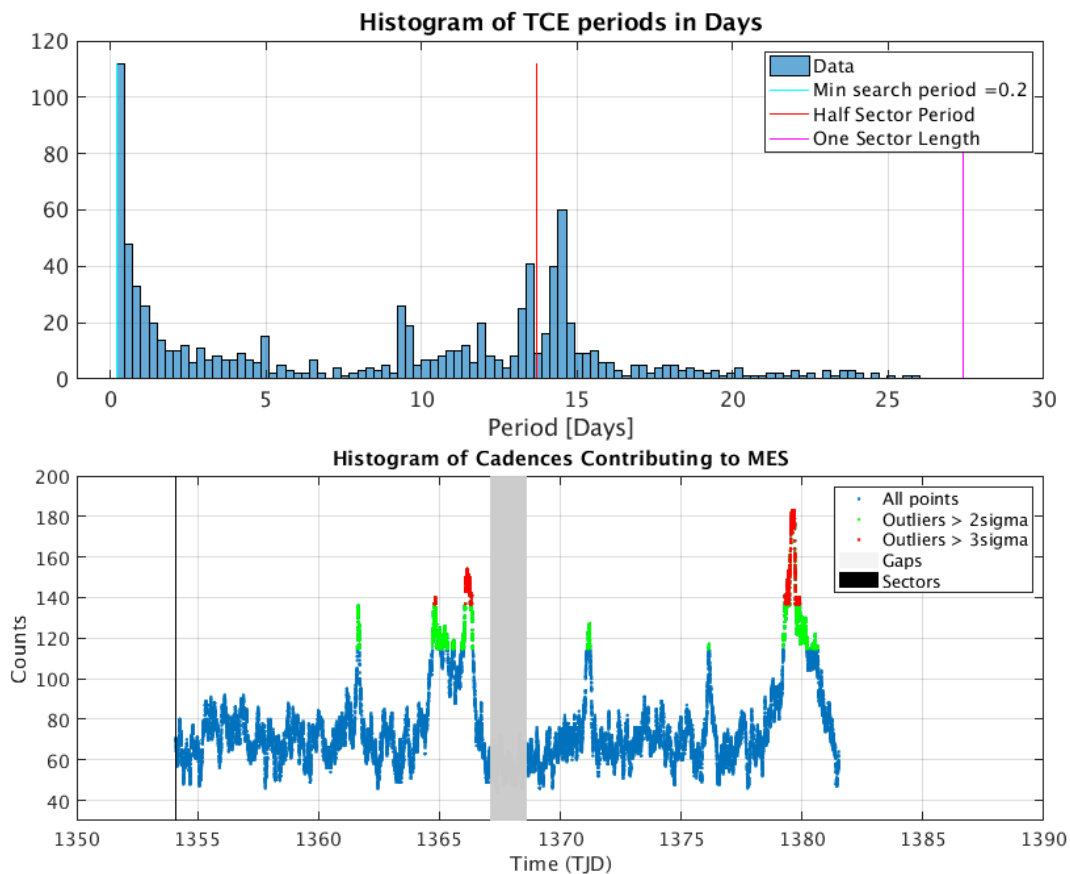 Histogram of TCE periods in Days
120
100
80
60
40
20
0
0 5 10 15 20 25 30
Period [Days]
Data
Min search period =0.2
Half Sector Period
One Sector Length
Histogram of Cadences Contributing to MES
200
180
160
140
120
100
80
60
40
Counts
1350 1355 1360 1365 1370 1375 1380 1385 1390
Time (TJD)
All points
Outliers > 2sigma
Outliers > 3sigma
Gaps
Sectors